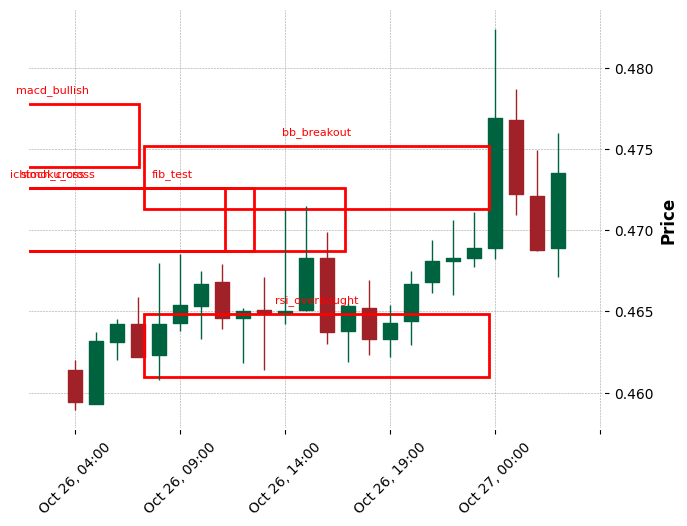 macd_bullish
bb_breakout
fib_test
rsi_overbought
0.480
0.475
0.470
0.465
0.460
Price
Oct 26, 04:00
Oct 26, 09:00
Oct 26, 14:00
Oct 26, 19:00
Oct 27, 00:00